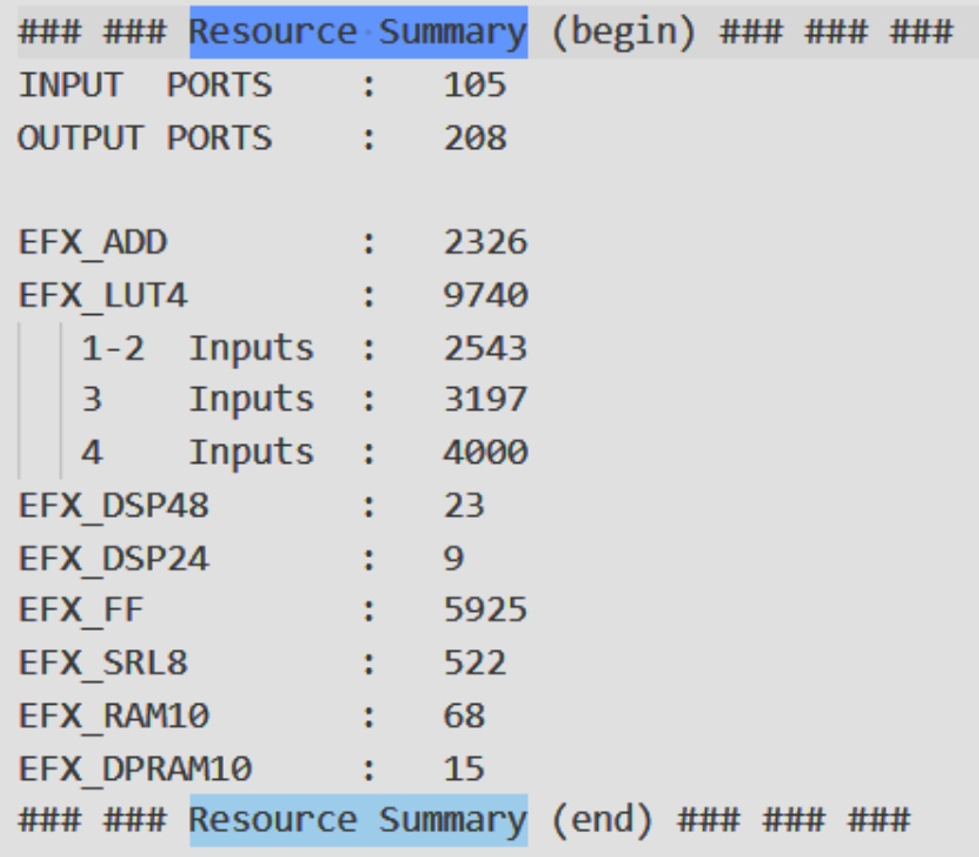 ### ### Resource Summary (begin) ### ### ###
INPUT  PORTS    :   105
OUTPUT PORTS    :   208

EFX_ADD         :   2326
EFX_LUT4        :   9740
   1-2  Inputs  :   2543
   3    Inputs  :   3197
   4    Inputs  :   4000
EFX_DSP48       :   23
EFX_DSP24       :   9
EFX_FF          :   5925
EFX_SRL8        :   522
EFX_RAM10       :   68
EFX_DPRAM10     :   15
### ### Resource Summary (end) ### ### ###